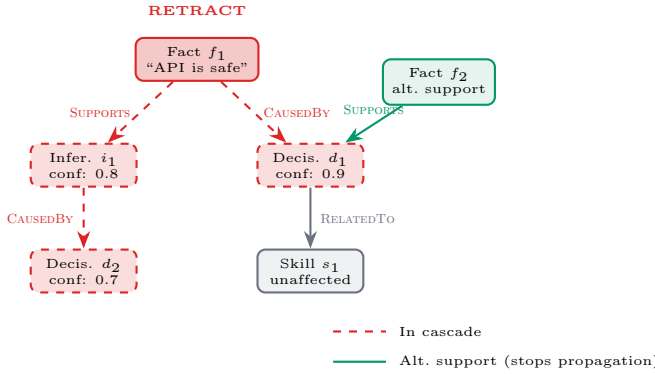 RETRACT
Fact f1
“API is safe”
Fact f2
alt. support
SUPPORTS
CAUSEDBY
SUPPORTS
Infer. i1
conf: 0.8
Decis. d1
conf: 0.9
CAUSEDBY
RELATEDTO
Decis. d2
conf: 0.7
Skill s1
unaffected
In cascade
Alt. support (stops propagation)